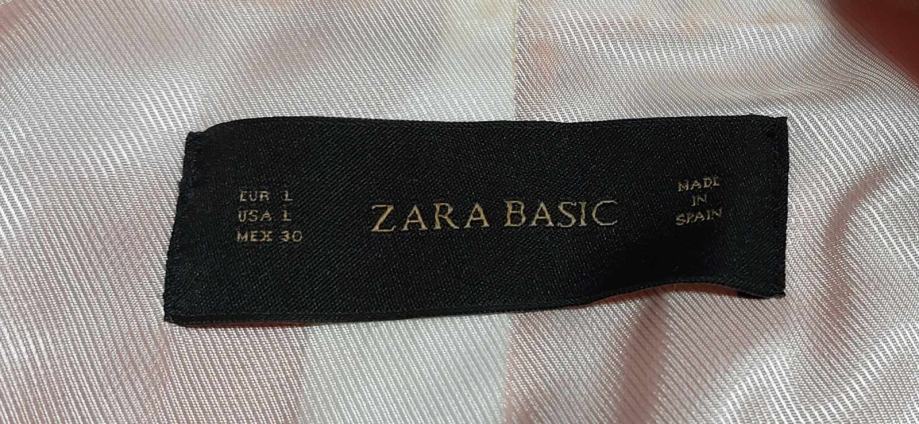 EUR L
USA L
MEX 30
ZARA BASIC
MADE
IN
SPAIN